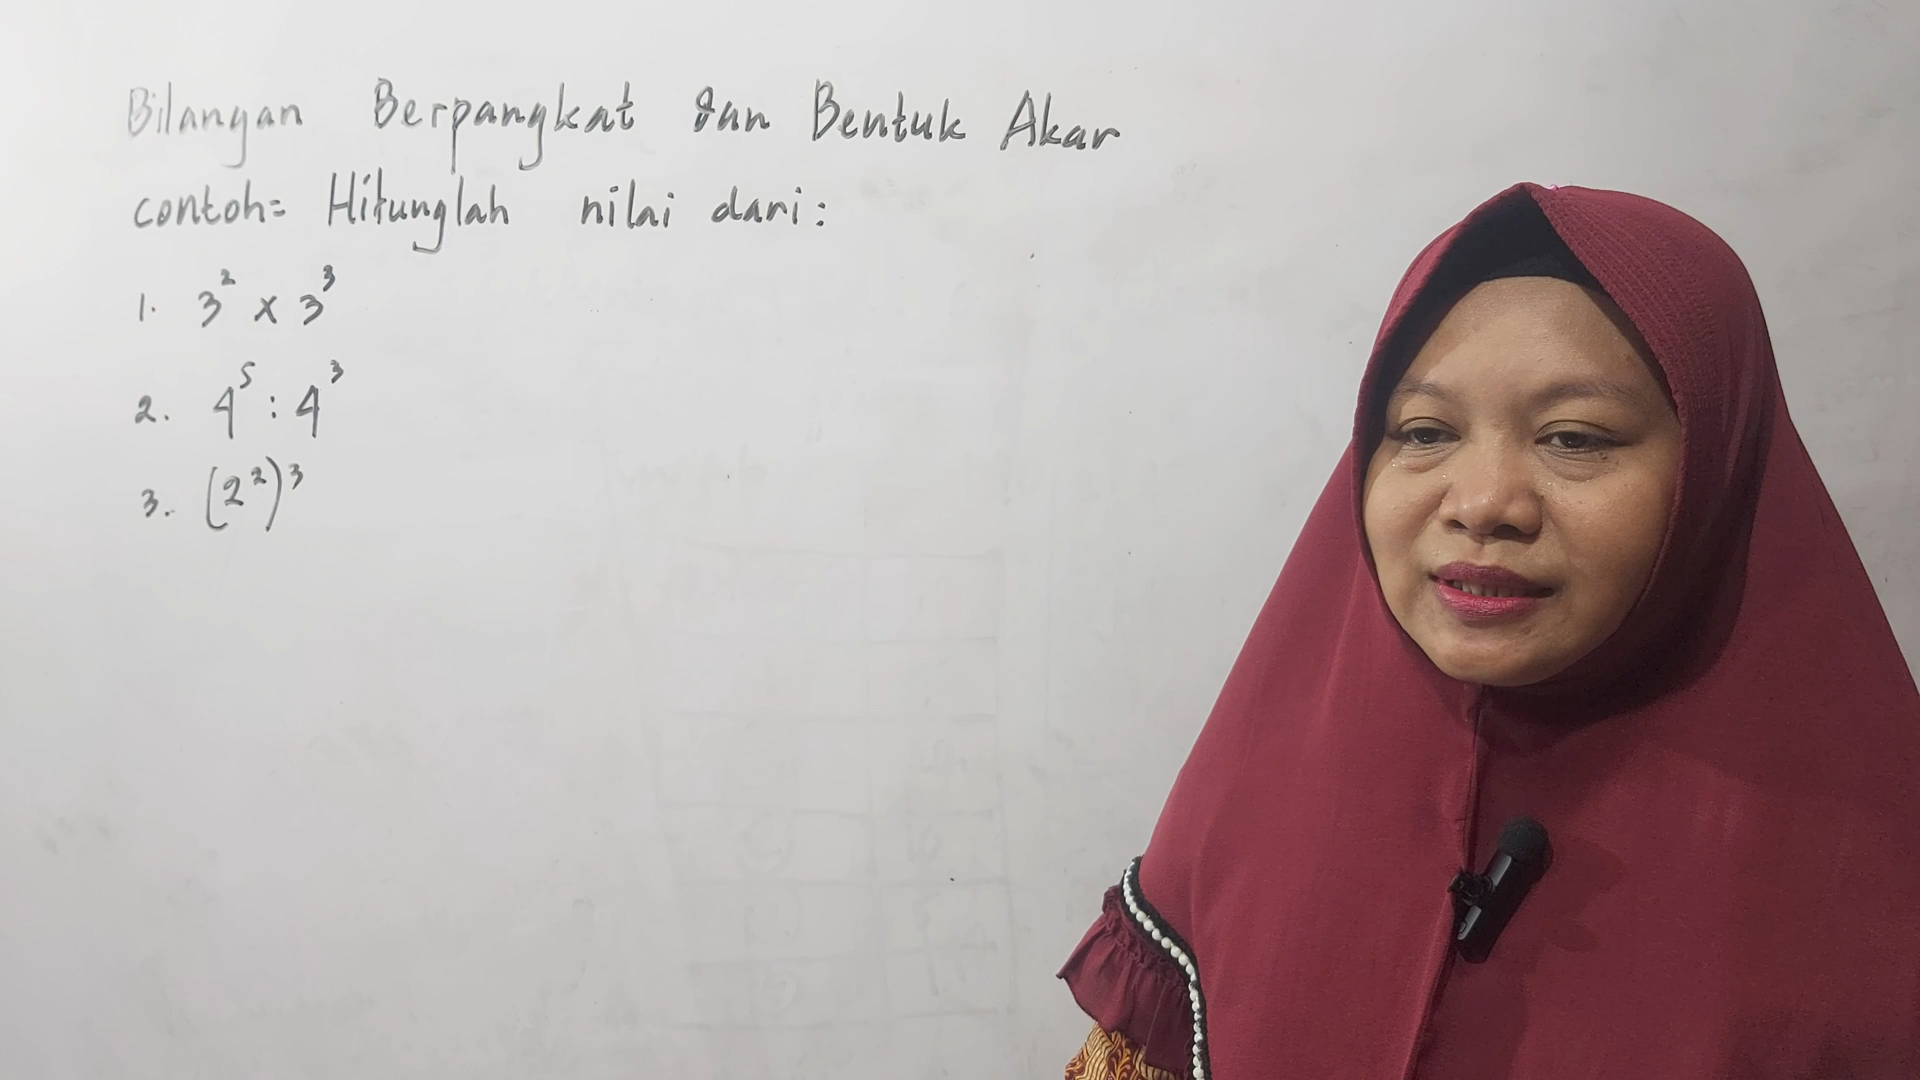 Bilangan Berpangkat dan Bentuk Akar
contoh= Hitunglah nilai dari:
1. 3² x 3³
2. 4⁵ : 4³
3. (2²)³